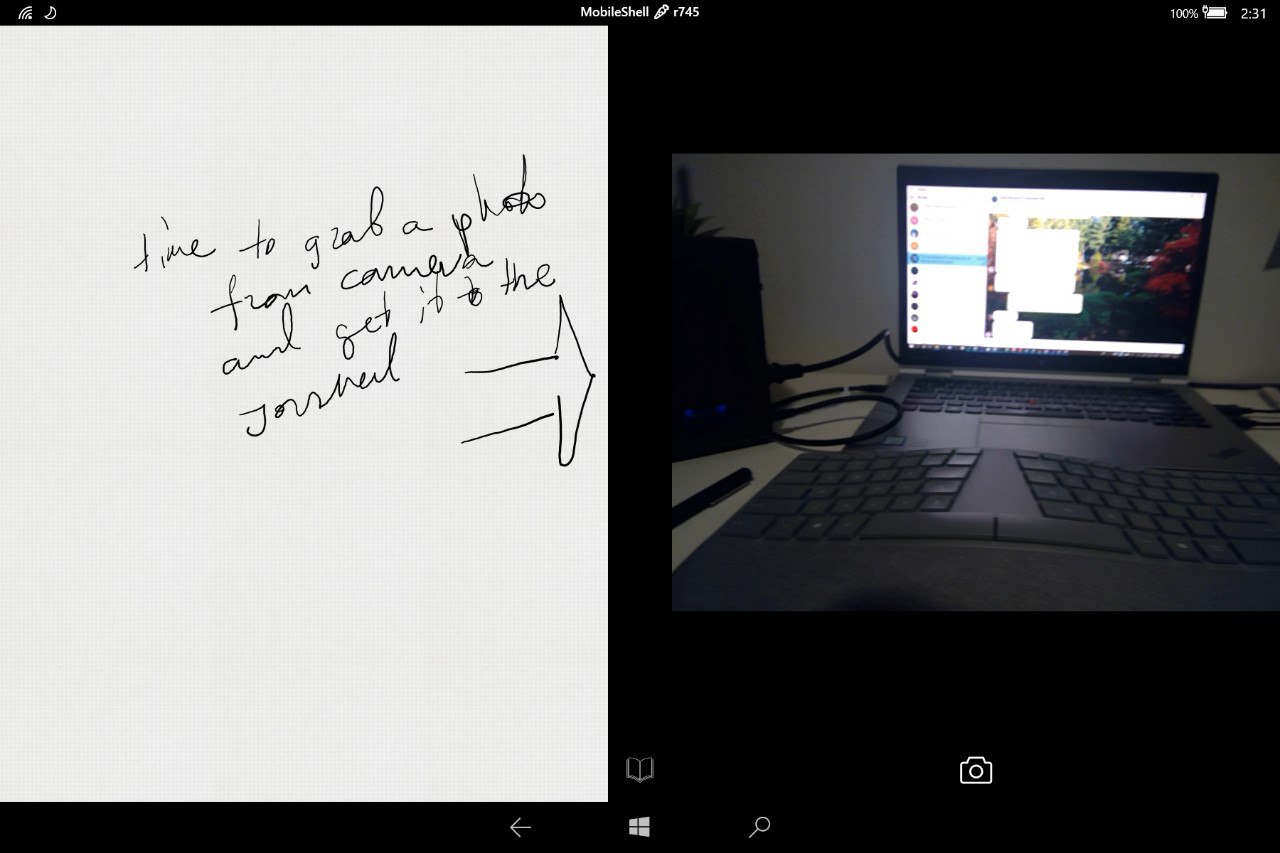 MobileShell r745
100% 2:31
time to grab a photo
from camera
and get it to the
journal